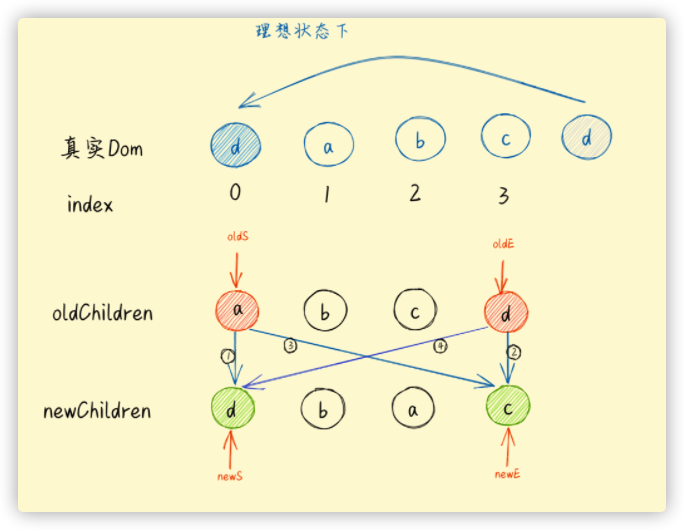 理想状态下
真实Dom d a b c d
index 0 1 2 3
oldS oldE
oldChildren a b c d
① ③ ④ ②
newChildren d b a c
newS newE